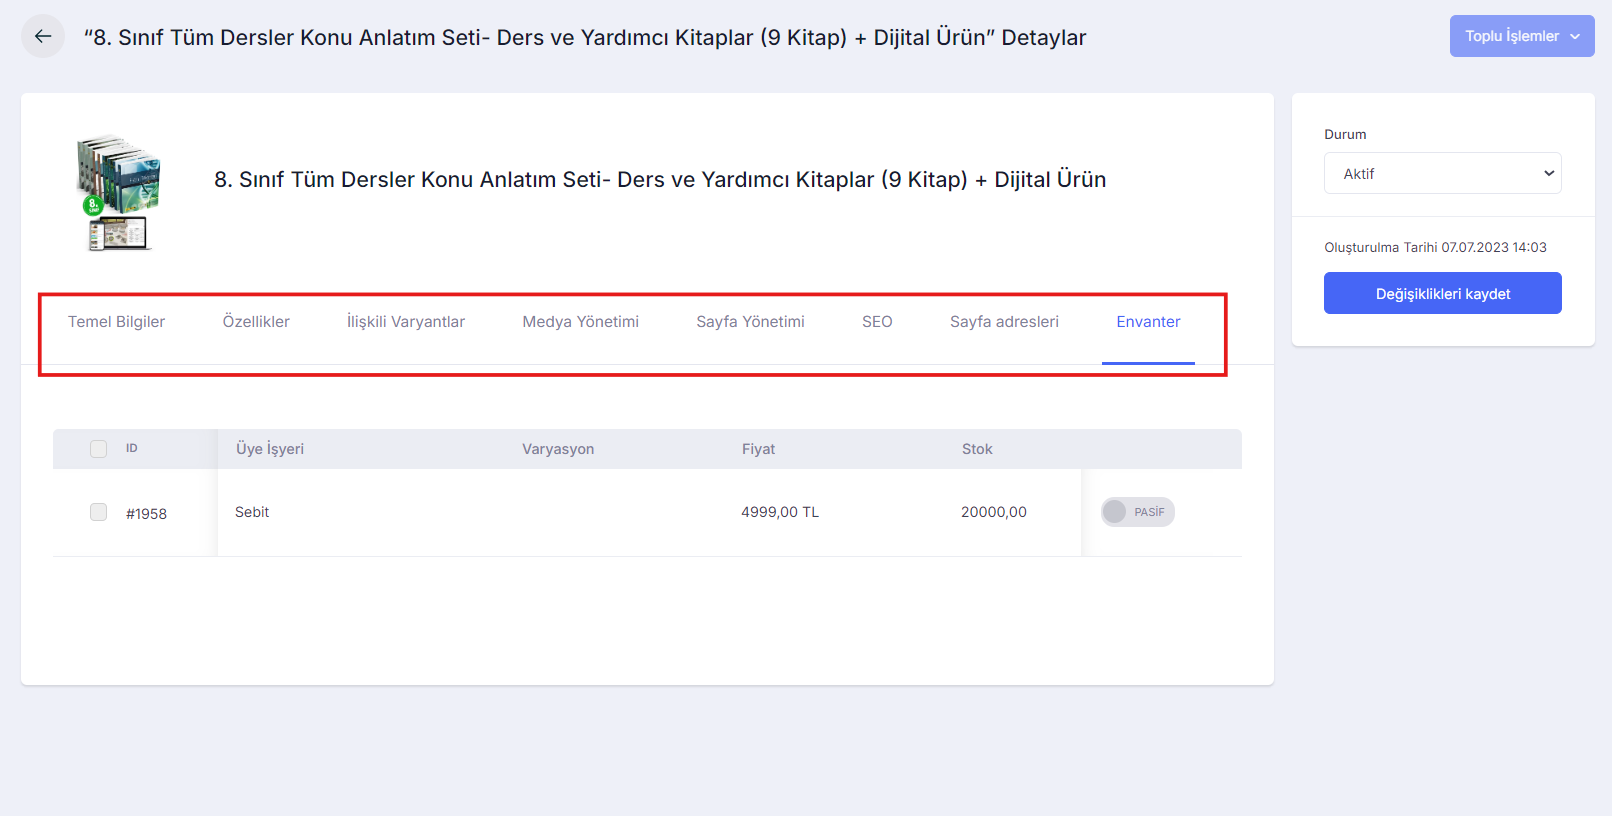 “8. Sınıf Tüm Dersler Konu Anlatım Seti- Ders ve Yardımcı Kitaplar (9 Kitap) + Dijital Ürün” Detaylar
Toplu İşlemler
8. Sınıf Tüm Dersler Konu Anlatım Seti- Ders ve Yardımcı Kitaplar (9 Kitap) + Dijital Ürün
8.
SINIF
Durum
Aktif
Oluşturulma Tarihi 07.07.2023 14:03
Değişiklikleri kaydet
Temel Bilgiler Özellikler İlişkili Varyantlar Medya Yönetimi Sayfa Yönetimi SEO Sayfa adresleri Envanter
ID Üye İşyeri Varyasyon Fiyat Stok
#1958 Sebit 4999,00 TL 20000,00 PASİF